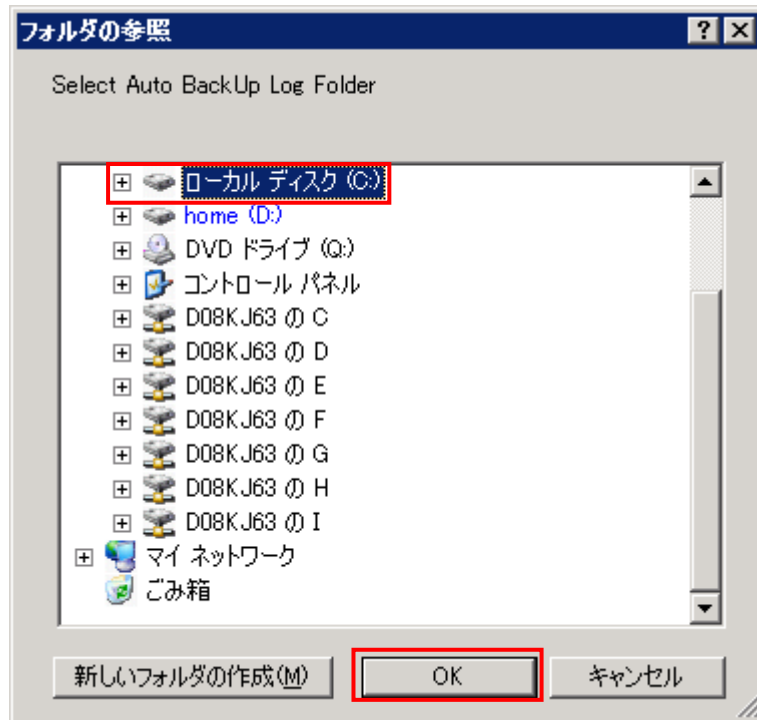 フォルダの参照
Select Auto BackUp Log Folder
ローカル ディスク (C:)
home (D:)
DVD ドライブ (Q:)
コントロール パネル
D08KJ63 の C
D08KJ63 の D
D08KJ63 の E
D08KJ63 の F
D08KJ63 の G
D08KJ63 の H
D08KJ63 の I
マイ ネットワーク
ごみ箱
新しいフォルダの作成(M) OK キャンセル